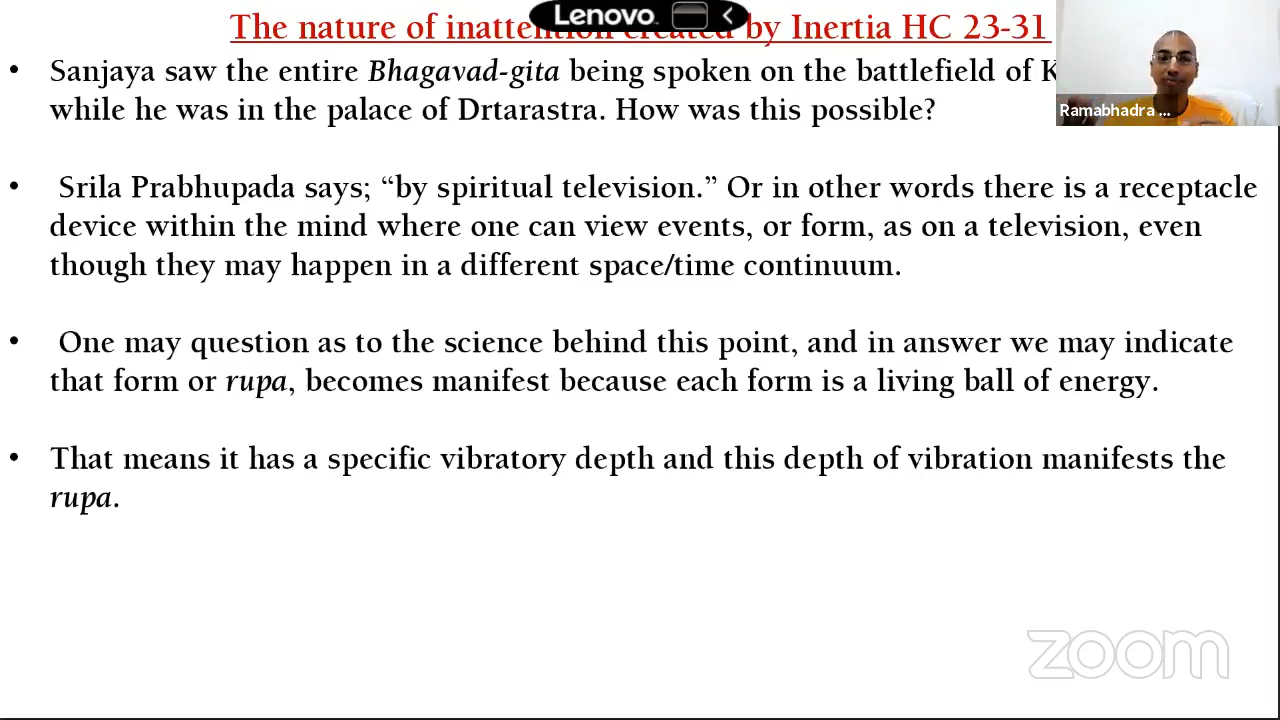 The nature of inattention created by Inertia HC 23-31
Lenovo
• Sanjaya saw the entire Bhagavad-gita being spoken on the battlefield of
while he was in the palace of Drtarastra. How was this possible?
Ramabhadra ...
• Srila Prabhupada says; “by spiritual television.” Or in other words there is a receptacle
device within the mind where one can view events, or form, as on a television, even
though they may happen in a different space/time continuum.
• One may question as to the science behind this point, and in answer we may indicate
that form or rupa, becomes manifest because each form is a living ball of energy.
• That means it has a specific vibratory depth and this depth of vibration manifests the
rupa.
zoom